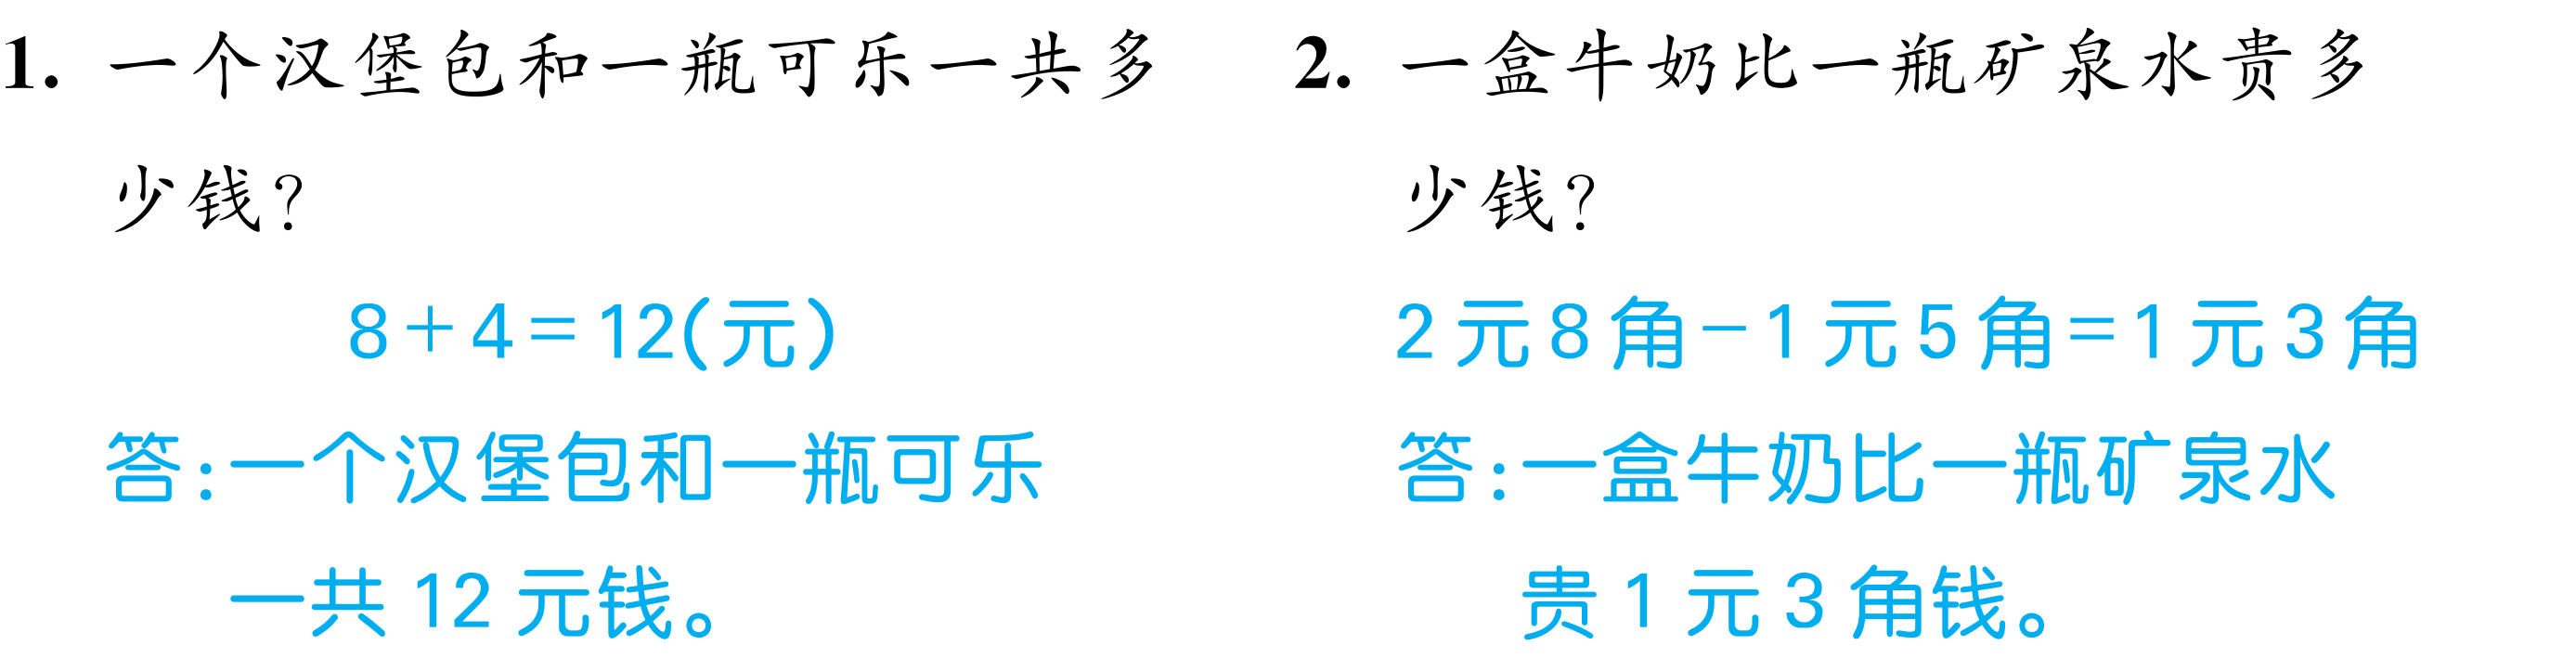 1. 一个汉堡包和一瓶可乐一共多
少钱?
8+4=12(元)
答:一个汉堡包和一瓶可乐
一共 12 元钱。
2. 一盒牛奶比一瓶矿泉水贵多
少钱?
2元8角-1元5角=1元3角
答:一盒牛奶比一瓶矿泉水
贵 1 元 3 角钱。